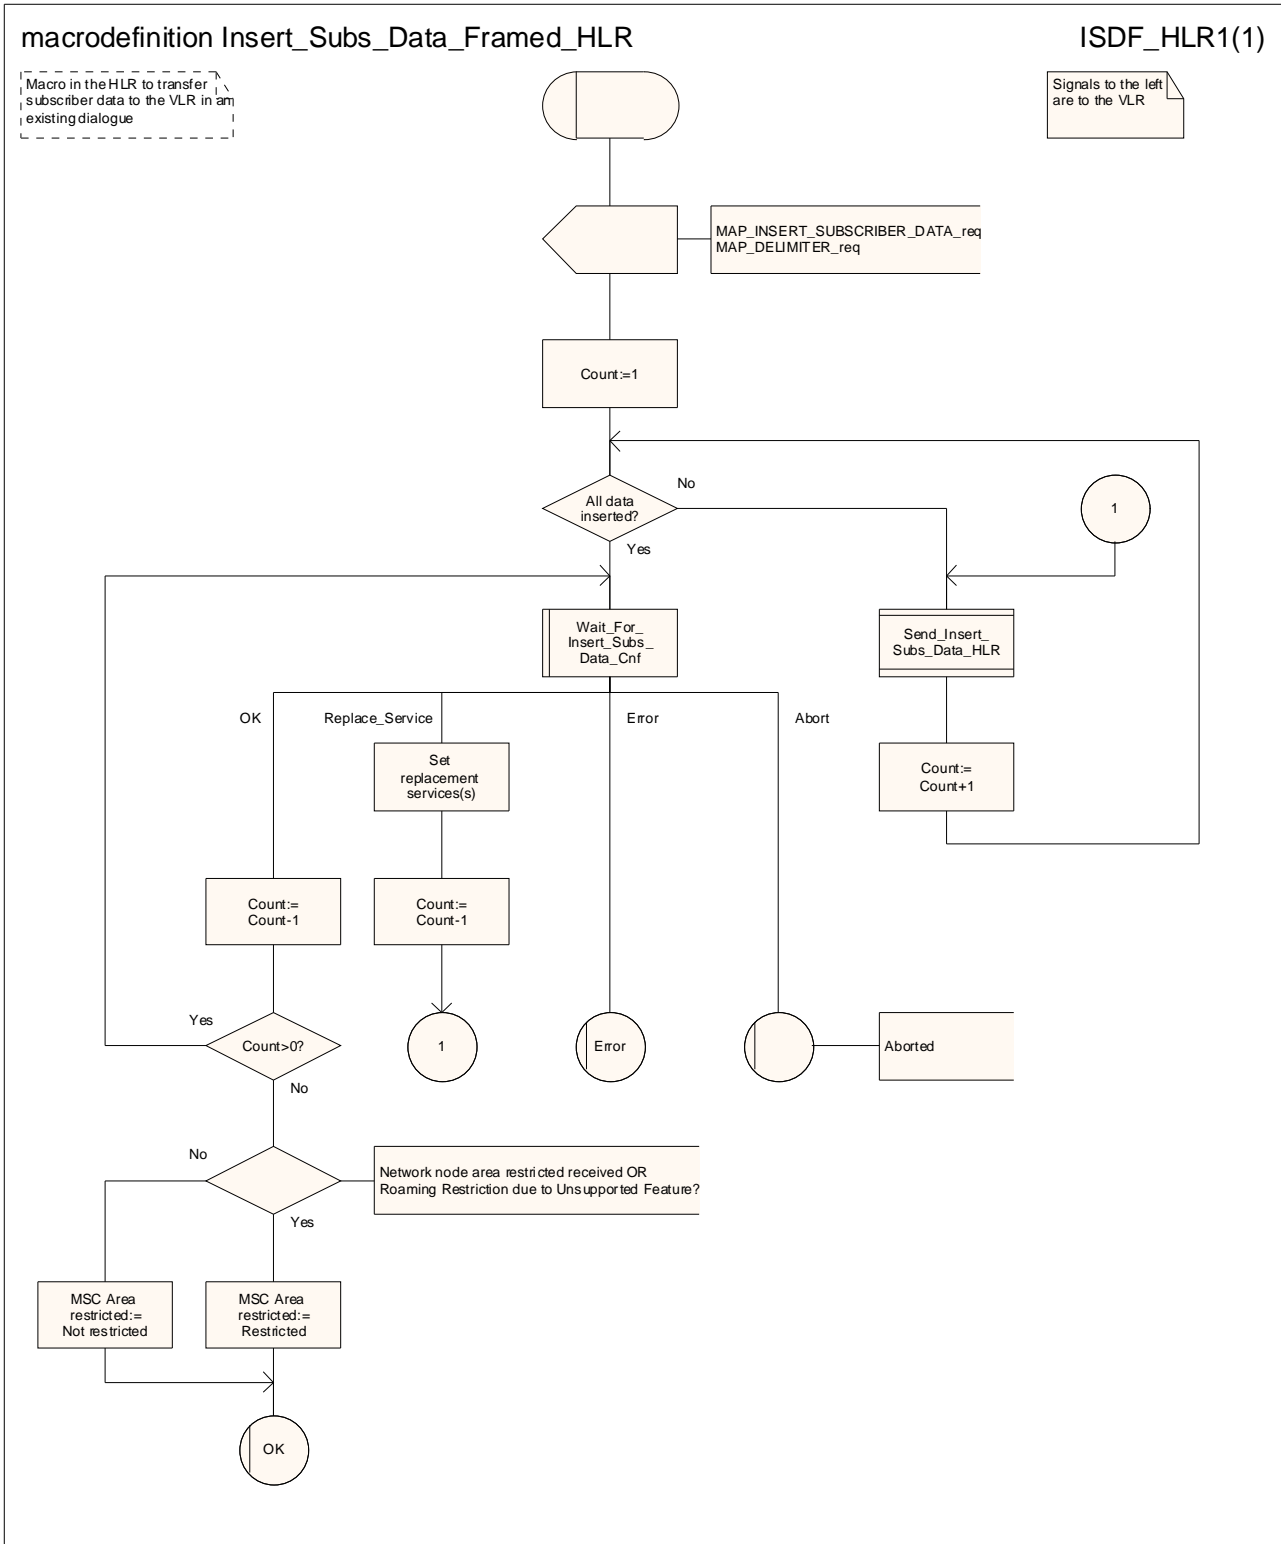 macrodefinition Insert_Subs_Data_Framed_HLR
ISDF_HLR1(1)
Macro in the HLR to transfer
subscriber data to the VLR in an
existing dialogue
Signals to the left
are to the VLR
MAP_INSERT_SUBSCRIBER_DATA_req
MAP_DELIMITER_req
Count:=1
All data
inserted?
No
1
Yes
Wait_For_
Insert_Subs_
Data_Cnf
Send_Insert_
Subs_Data_HLR
OK
Replace_Service
Error
Abort
Set
replacement
services(s)
Count:=
Count+1
Count:=
Count-1
Count:=
Count-1
Yes
Count>0?
1
Error
Aborted
No
No
Network node area restricted received OR
Roaming Restriction due to Unsupported Feature?
Yes
MSC Area
restricted:=
Not restricted
MSC Area
restricted:=
Restricted
OK